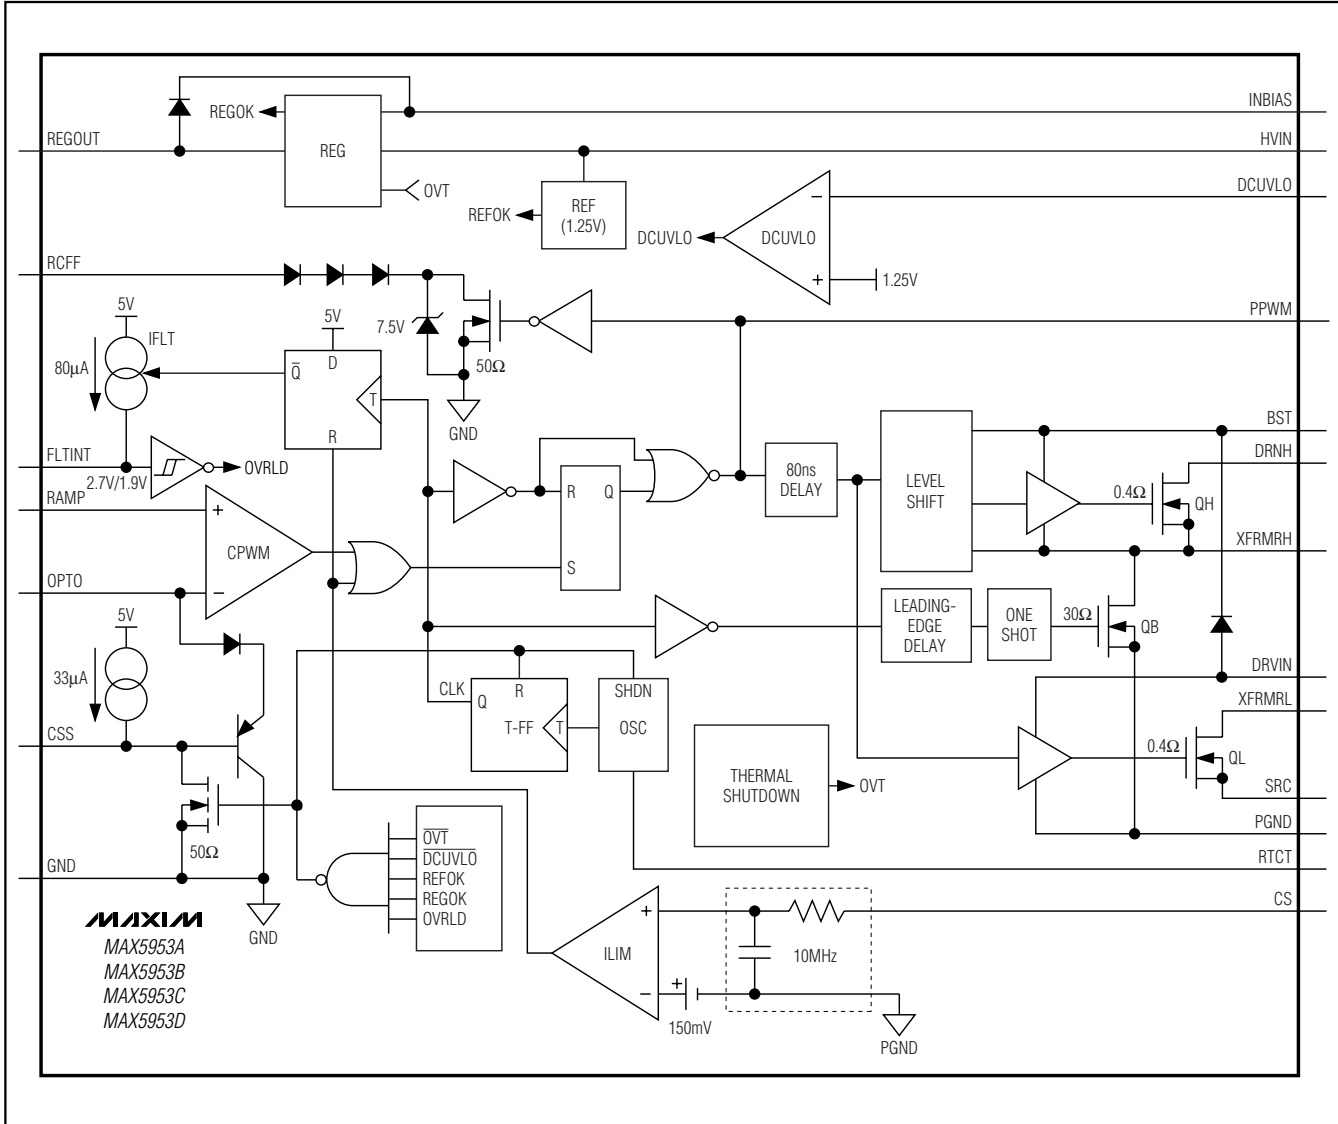 INBIAS
REGOK
REGOUT
REG
HVIN
OVT
REFOK
REF
(1.25V)
DCUVLO
DCUVLO
DCUVLO
1.25V
RCFF
5V
IFLT
80µA
5V
7.5V
50Ω
PPWM
Q̅
D
T
R
GND
FLTINT
2.7V/1.9V
OVRLD
RAMP
CPWM
OPTO
R
Q
S
80ns
DELAY
LEVEL
SHIFT
BST
DRNH
0.4Ω
QH
XFRMRH
5V
33µA
CSS
CLK
Q
R
T-FF
T
SHDN
OSC
LEADING-
EDGE
DELAY
ONE
SHOT
30Ω
QB
DRVIN
XFRMRL
0.4Ω
QL
SRC
THERMAL
SHUTDOWN
OVT
PGND
RTCT
50Ω
GND
GND
O̅V̅T̅
D̅C̅U̅V̅L̅O̅
REFOK
REGOK
OVRLD
ILIM
150mV
10MHz
CS
PGND
MAXIM
MAX5953A
MAX5953B
MAX5953C
MAX5953D
+
−
+
−
+
−
+